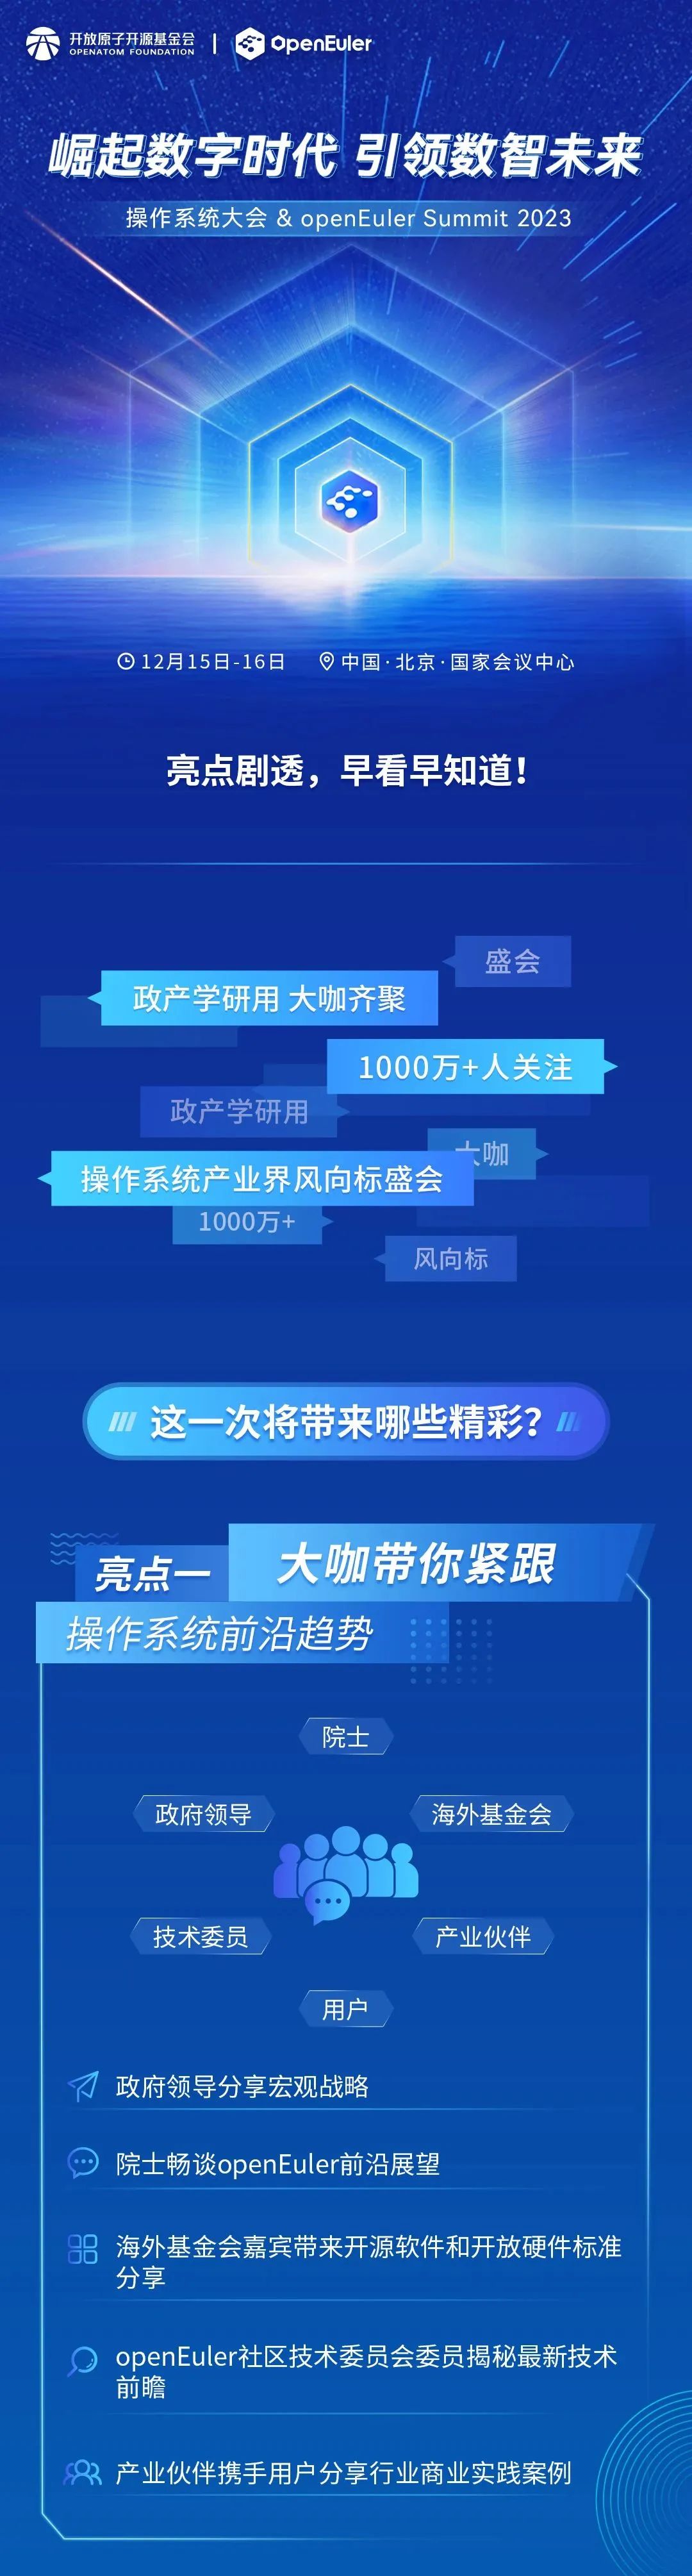 开放原子开源基金会
OPENATOM FOUNDATION
OpenEuler
崛起数字时代 引领数智未来
操作系统大会 & openEuler Summit 2023
12月15日-16日
中国·北京·国家会议中心
亮点剧透，早看早知道！
盛会
政产学研用 大咖齐聚
1000万+人关注
政产学研用
大咖
操作系统产业界风向标盛会
1000万+
风向标
这一次将带来哪些精彩？
亮点一
大咖带你紧跟
操作系统前沿趋势
院士
政府领导
海外基金会
技术委员
产业伙伴
用户
政府领导分享宏观战略
院士畅谈openEuler前沿展望
海外基金会嘉宾带来开源软件和开放硬件标准
分享
openEuler社区技术委员会委员揭秘最新技术
前瞻
产业伙伴携手用户分享行业商业实践案例